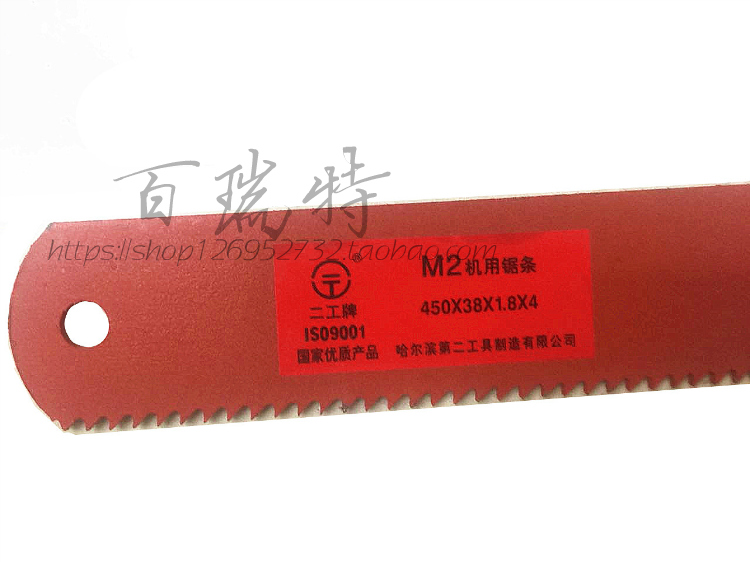 百瑞特
https://shop126952732.taobao.com
®
二工牌
ISO9001
国家优质产品
M2机用锯条
450X38X1.8X4
哈尔滨第二工具制造有限公司